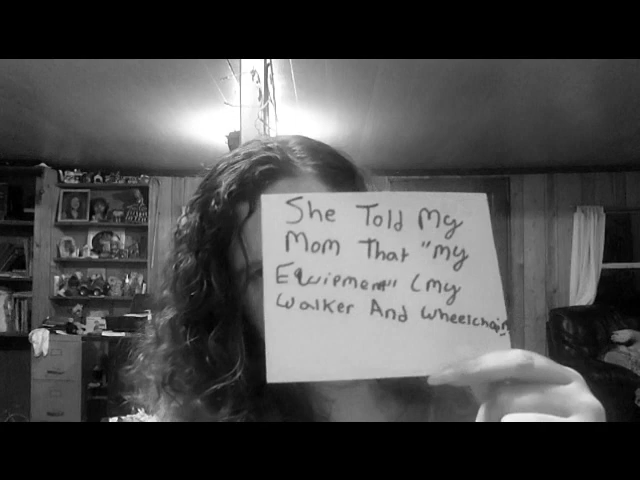 She Told My
Mom That "my
Equipment" (my
Walker And Wheelchair)